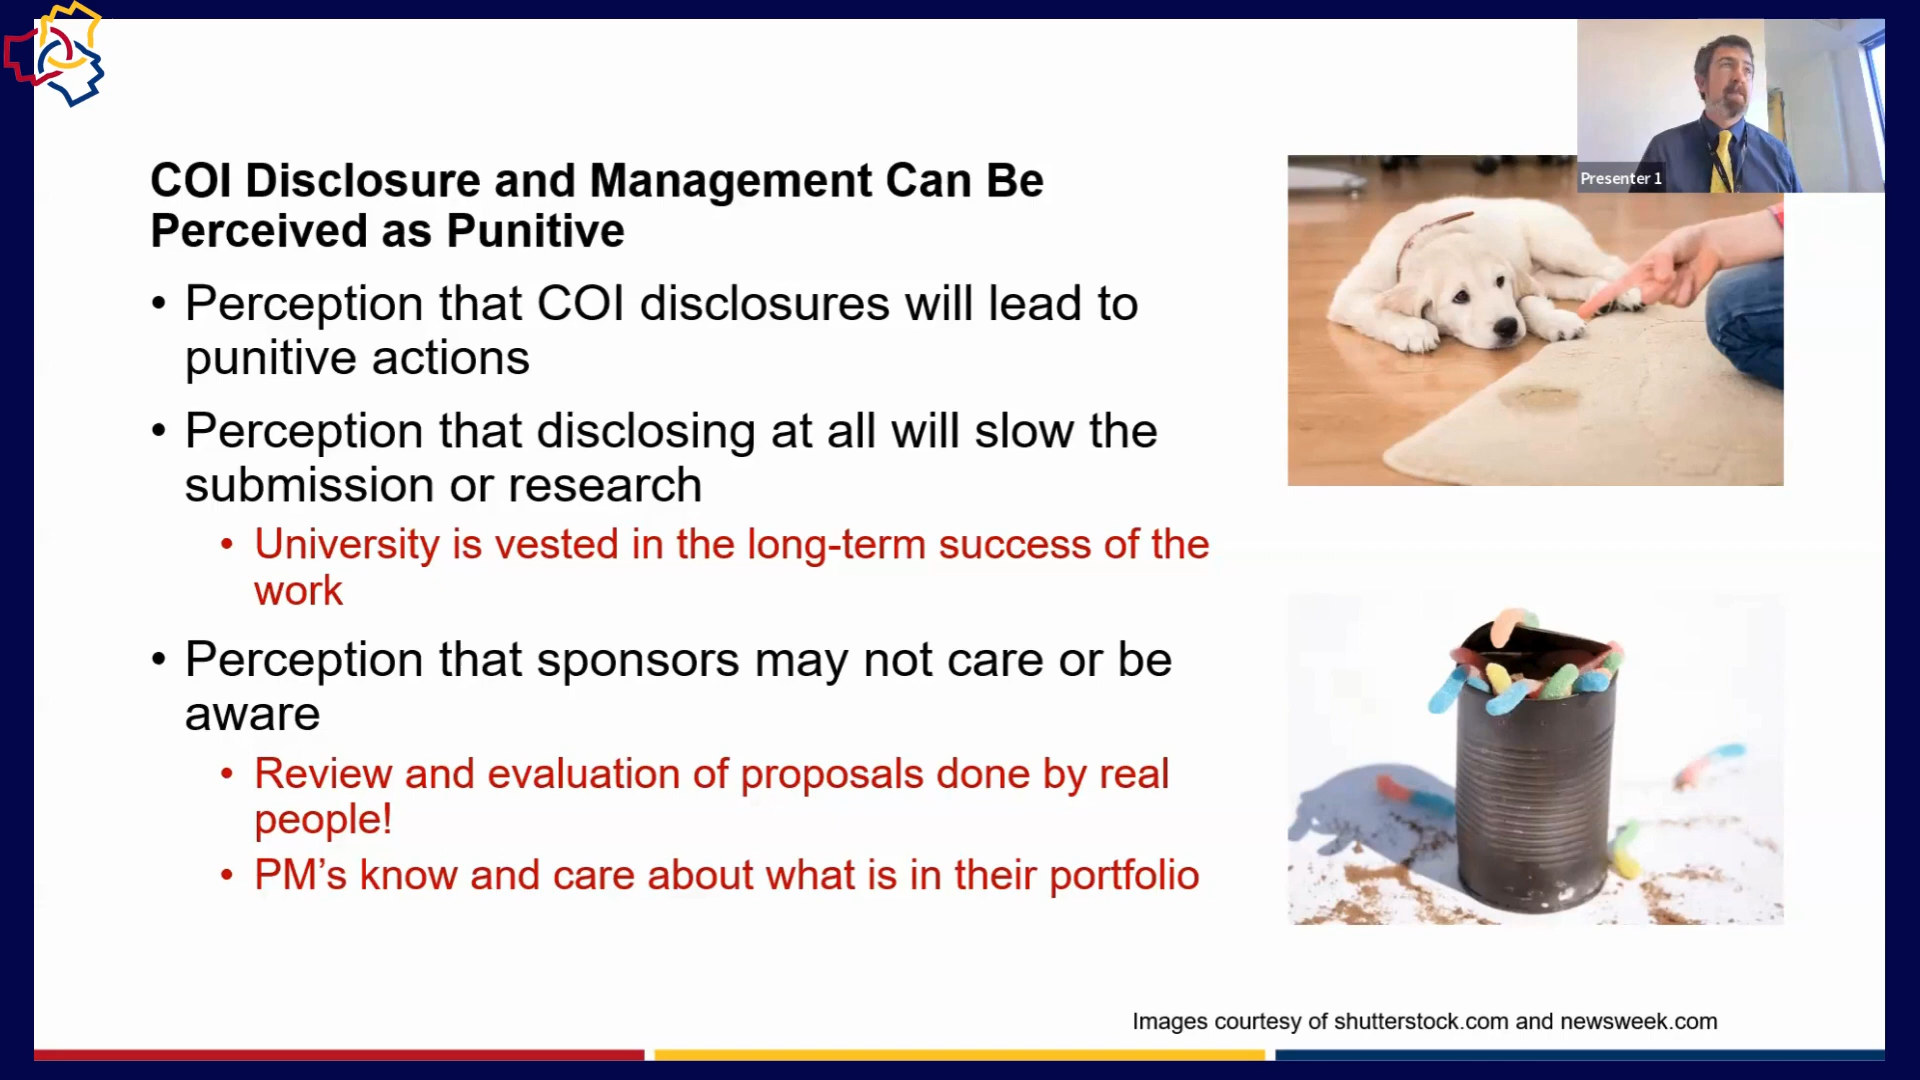 Presenter 1
COI Disclosure and Management Can Be
Perceived as Punitive
• Perception that COI disclosures will lead to
punitive actions
• Perception that disclosing at all will slow the
submission or research
• University is vested in the long-term success of the
work
• Perception that sponsors may not care or be
aware
• Review and evaluation of proposals done by real
people!
• PM’s know and care about what is in their portfolio
Images courtesy of shutterstock.com and newsweek.com